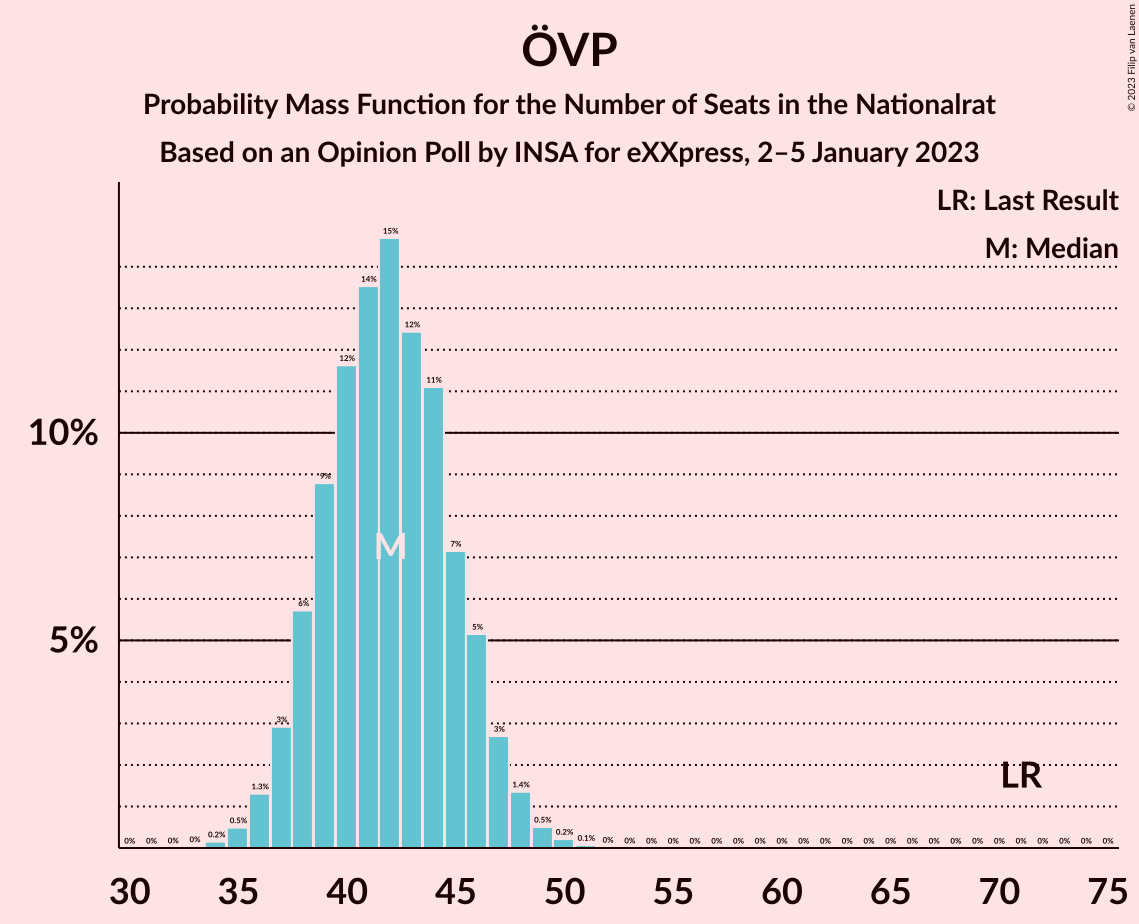 ÖVP
Probability Mass Function for the Number of Seats in the Nationalrat
Based on an Opinion Poll by INSA for eXXpress, 2–5 January 2023
© 2023 Filip van Laenen
LR: Last Result
M: Median
10%
5%
0% 0% 0% 0% 0.2% 0.5% 1.3% 3% 6% 9% 12% 14% 15% 12% 11% 7% 5% 3% 1.4% 0.5% 0.2% 0.1% 0% 0% 0% 0% 0% 0% 0% 0% 0% 0% 0% 0% 0% 0% 0% 0% 0% 0% 0% 0% 0% 0% 0% 0%
M
LR
30 35 40 45 50 55 60 65 70 75